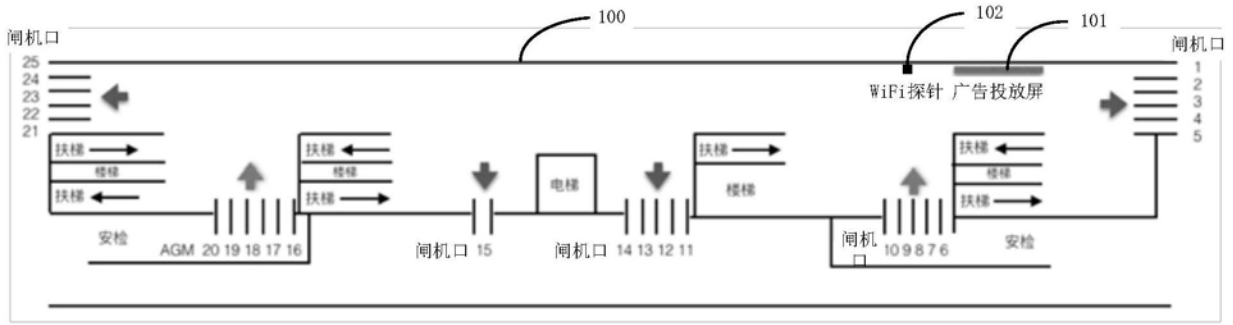 100
102
101
闸机口
闸机口
25
24
23
22
21
WiFi探针
广告投放屏
1
2
3
4
5
扶梯
楼梯
扶梯
扶梯
楼梯
扶梯
电梯
扶梯
楼梯
扶梯
楼梯
扶梯
安检
AGM 20 19 18 17 16
闸机口 15
闸机口 14 13 12 11
闸机
口
10 9 8 7 6
安检